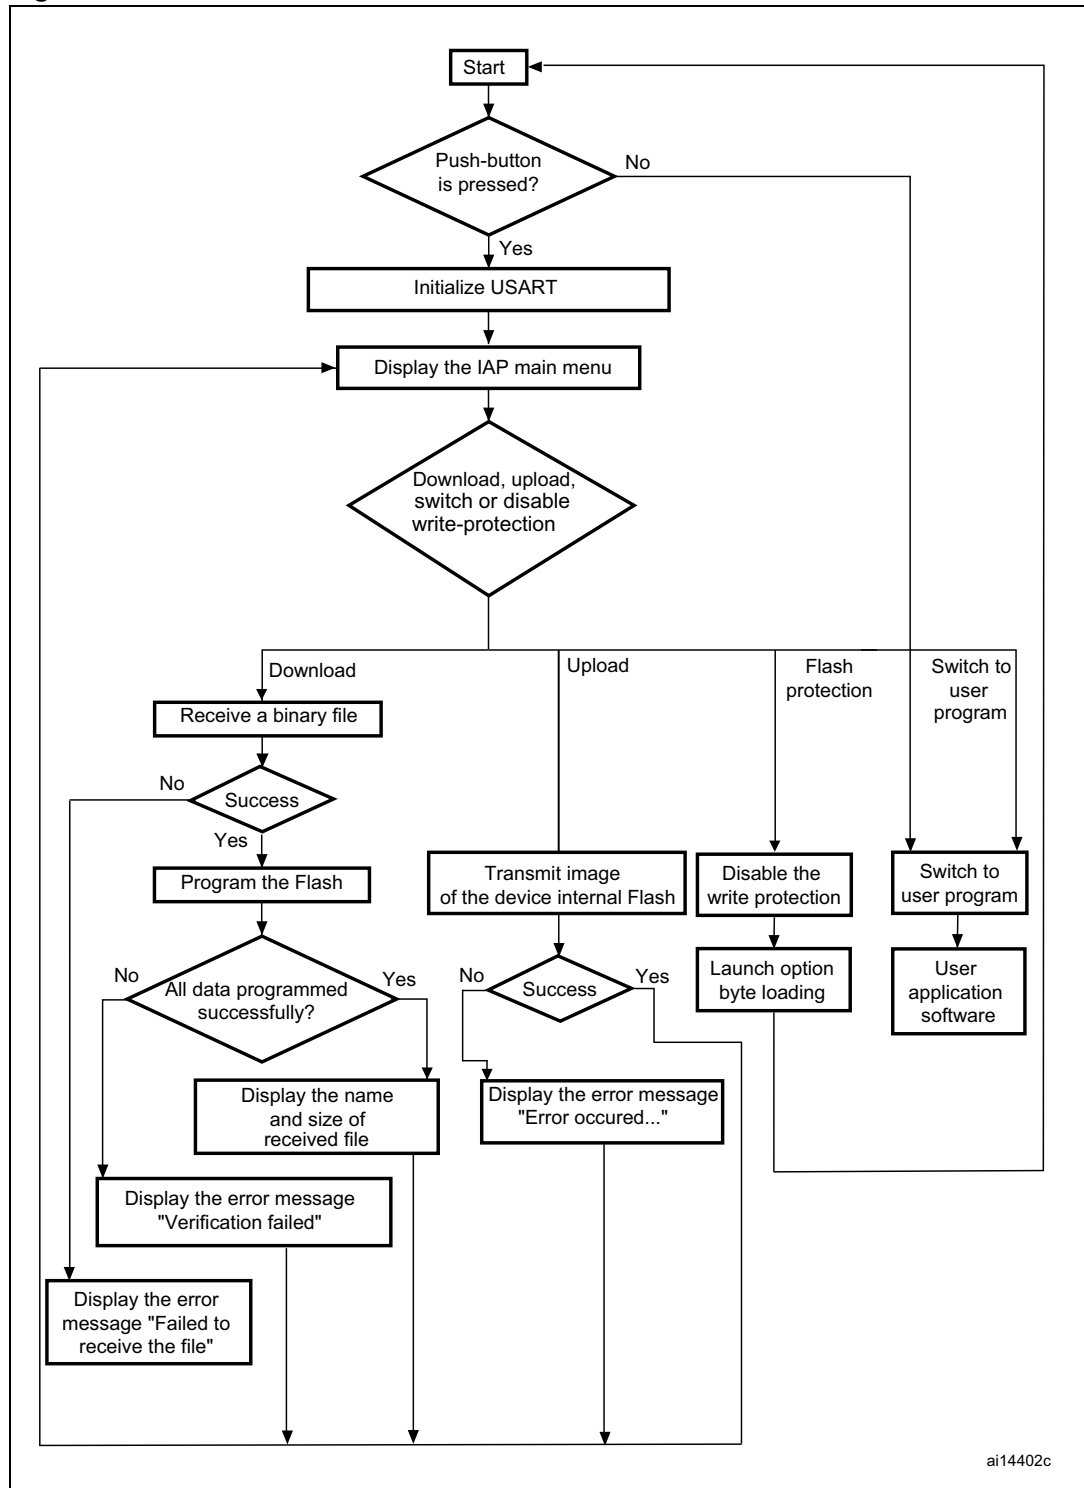 Start
Push-button
is pressed?
No
Yes
Initialize USART
Display the IAP main menu
Download, upload,
switch or disable
write-protection
Download
Upload
Flash
protection
Switch to
user
program
Receive a binary file
No
Success
Yes
Program the Flash
Transmit image
of the device internal Flash
Disable the
write protection
Switch to
user program
No
All data programmed
successfully?
Yes
No
Success
Yes
Launch option
byte loading
User
application
software
Display the name
and size of
received file
Display the error message
"Error occured..."
Display the error message
"Verification failed"
Display the error
message "Failed to
receive the file"
ai14402c